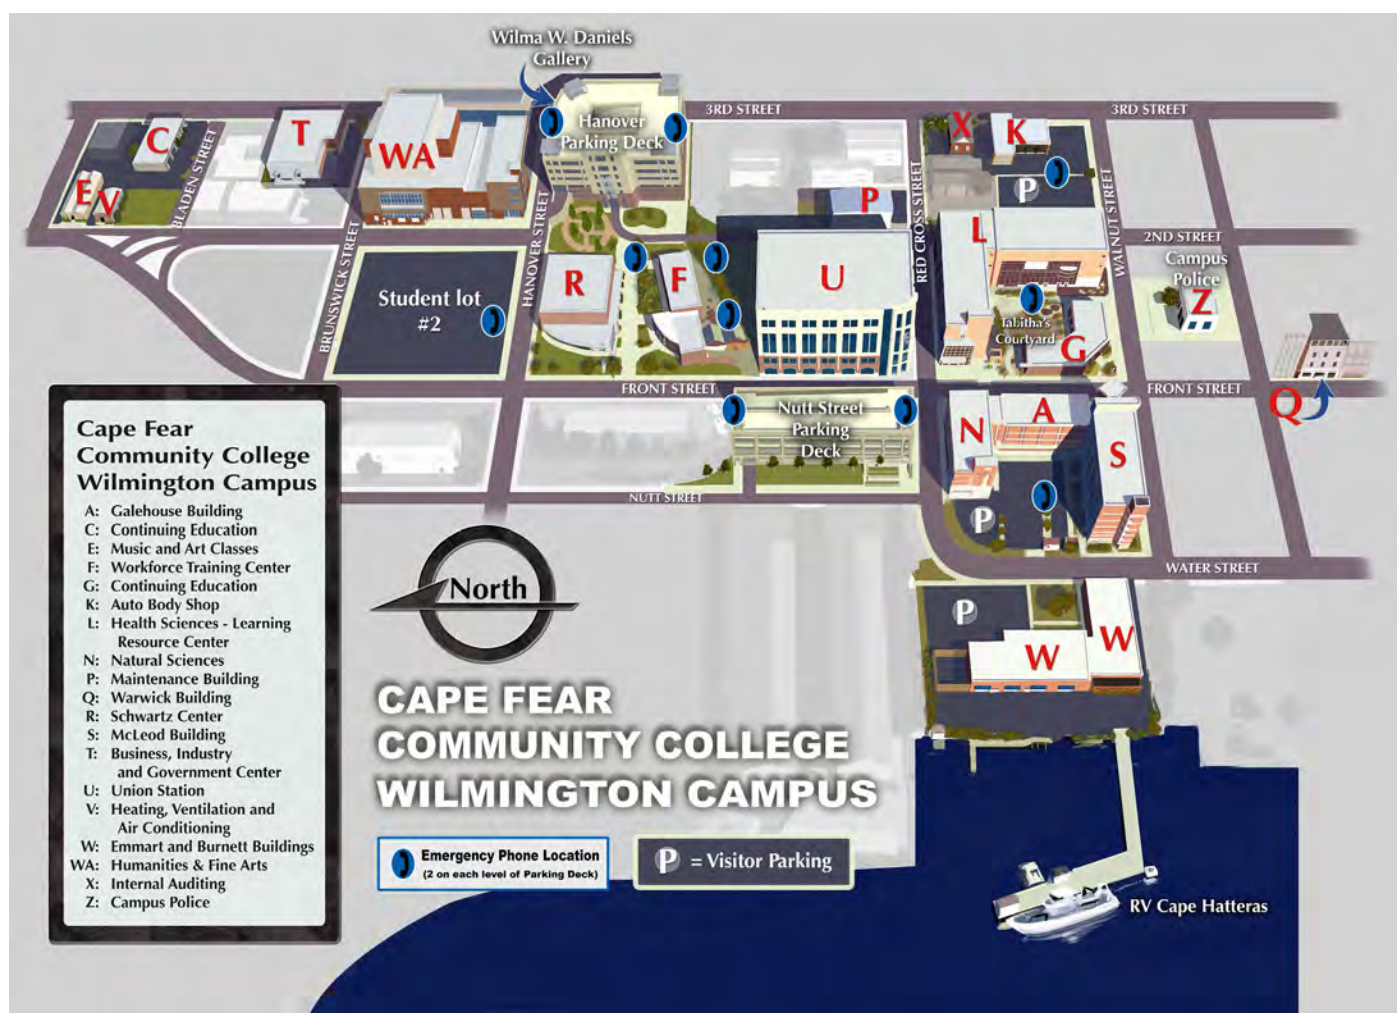 Wilma W. Daniels
Gallery
3RD STREET
3RD STREET
Hanover
Parking Deck
C
T
WA
X
K
E
V
BLADEN STREET
P
P
RED CROSS STREET
WALNUT STREET
BRUNSWICK STREET
HANOVER STREET
L
2ND STREET
Campus
Police
Z
R
F
U
Student lot
#2
Tabitha's
Courtyard
G
FRONT STREET
FRONT STREET
Q
Nutt Street
Parking
Deck
N
A
S
NUTT STREET
P
WATER STREET
P
W
W
Cape Fear
Community College
Wilmington Campus
A: Galehouse Building
C: Continuing Education
E: Music and Art Classes
F: Workforce Training Center
G: Continuing Education
K: Auto Body Shop
L: Health Sciences - Learning
Resource Center
N: Natural Sciences
P: Maintenance Building
Q: Warwick Building
R: Schwartz Center
S: McLeod Building
T: Business, Industry
and Government Center
U: Union Station
V: Heating, Ventilation and
Air Conditioning
W: Emmart and Burnett Buildings
WA: Humanities & Fine Arts
X: Internal Auditing
Z: Campus Police
North
CAPE FEAR
COMMUNITY COLLEGE
WILMINGTON CAMPUS
Emergency Phone Location
(2 on each level of Parking Deck)
P = Visitor Parking
RV Cape Hatteras